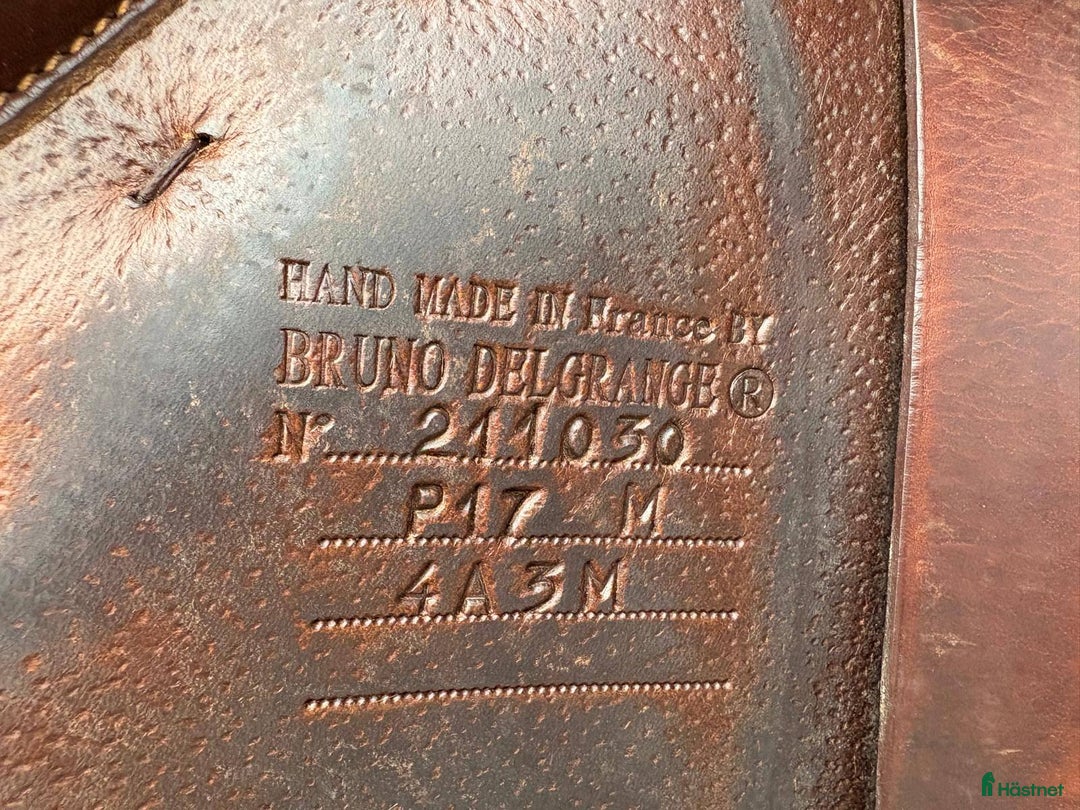 HAND MADE IN France BY
BRUNO DELGRANGE®
N° 211030
P17 M
4A3M
Hästnet